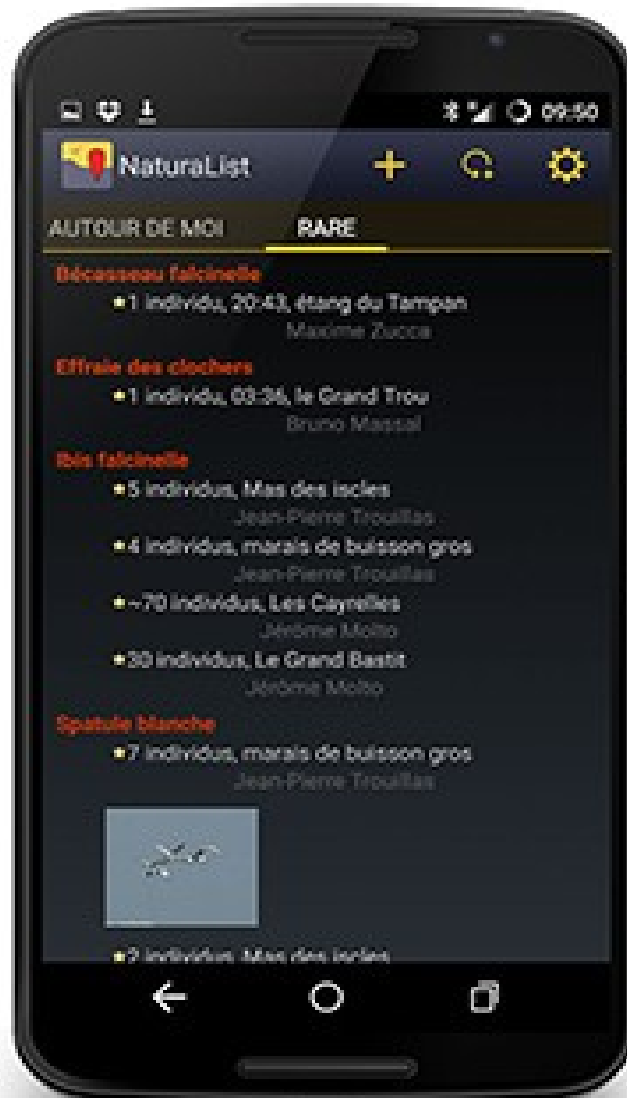 09:50
NaturaList
AUTOUR DE MOI RARE
Bécasseau falcinelle
•1 individu, 20:43, étang du Tampan
Maxime Zucca
Effraie des clochers
•1 individu, 03:36, le Grand Trou
Bruno Massal
Ibis falcinelle
•5 individus, Mas des iscles
Jean-Pierre Trouillas
•4 individus, marais de buisson gros
Jean-Pierre Trouillas
•~70 individus, Les Cayrelles
Jérôme Molto
•30 individus, Le Grand Bastit
Jérôme Molto
Spatule blanche
•7 individus, marais de buisson gros
Jean-Pierre Trouillas
•2 individus, Mas des iscles